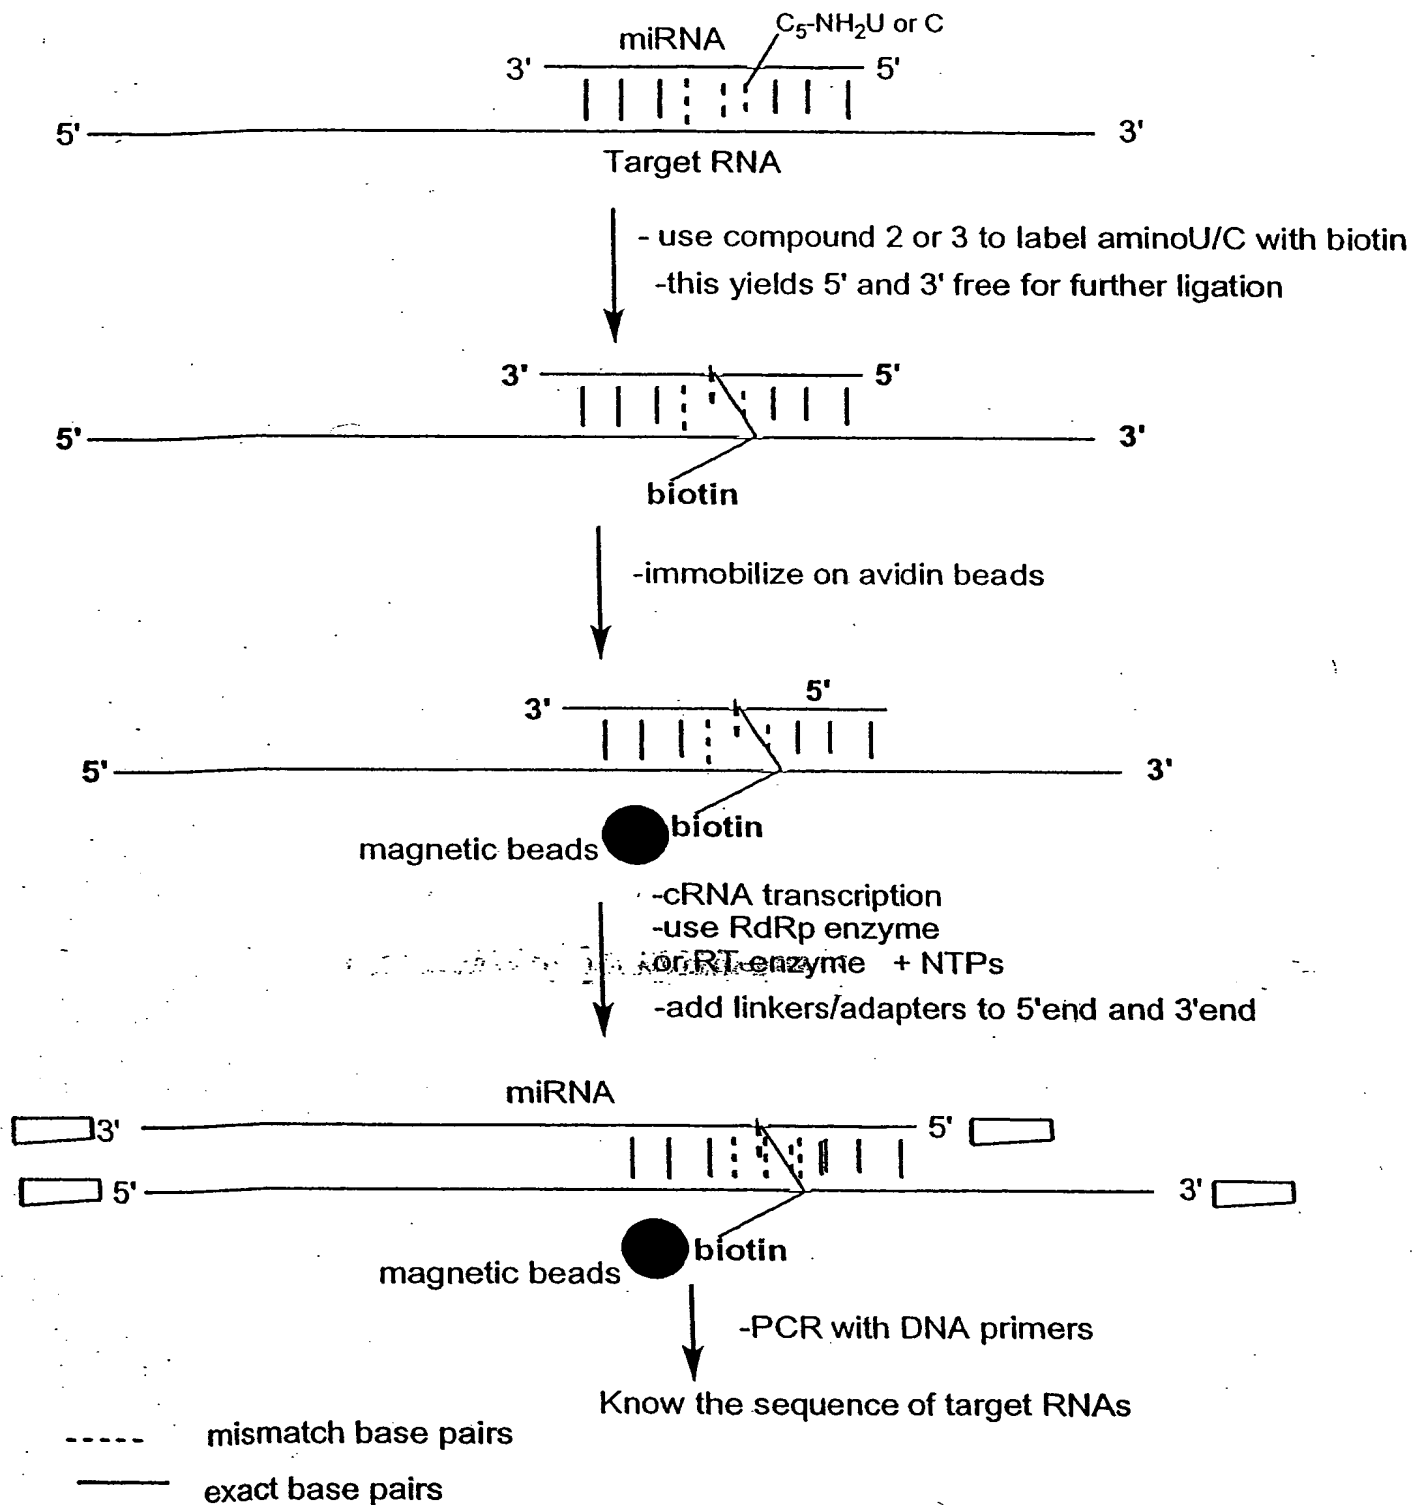 C5-NH2U or C
miRNA
3'
5'
5'
3'
Target RNA
- use compound 2 or 3 to label aminoU/C with biotin
-this yields 5' and 3' free for further ligation
3'
5'
5'
3'
biotin
-immobilize on avidin beads
5'
3'
5'
3'
biotin
magnetic beads
-cRNA transcription
-use RdRp enzyme
or RT enzyme + NTPs
-add linkers/adapters to 5'end and 3'end
miRNA
3'
5'
5'
3'
biotin
magnetic beads
-PCR with DNA primers
Know the sequence of target RNAs
mismatch base pairs
exact base pairs